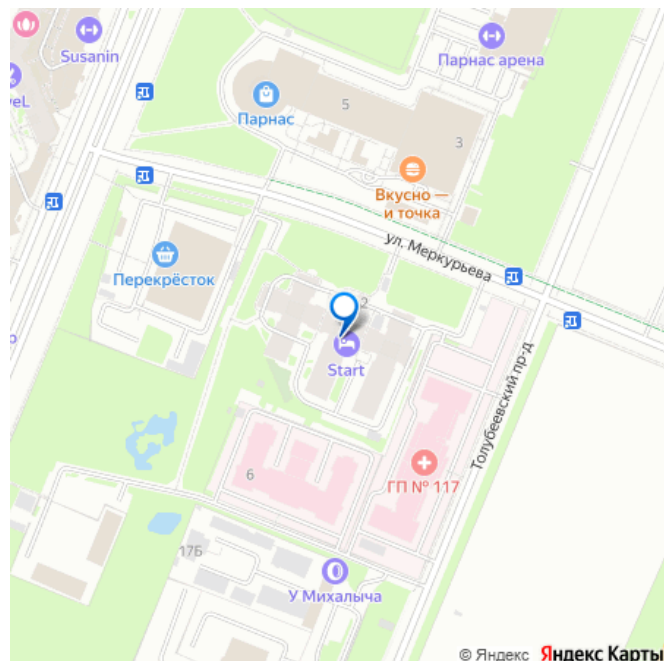 Susanin
veL
Парнас арена
5
Парнас
3
Вкусно —
и точка
ул. Меркурьева
Перекрёсток
2
Start
Толубеевский пр-д
ГП № 117
6
17Б
У Михалыча
© Яндекс Яндекс Карты